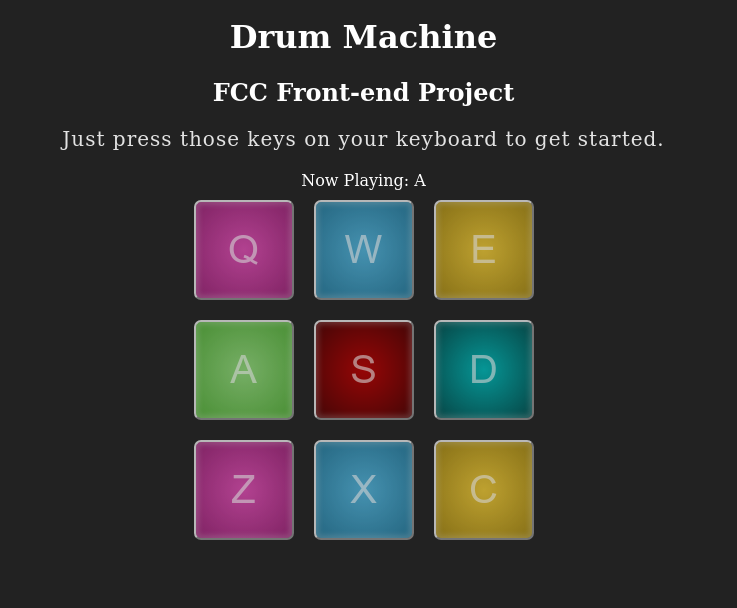 Drum Machine
FCC Front-end Project
Just press those keys on your keyboard to get started.
Now Playing: A
Q W E
A S D
Z X C